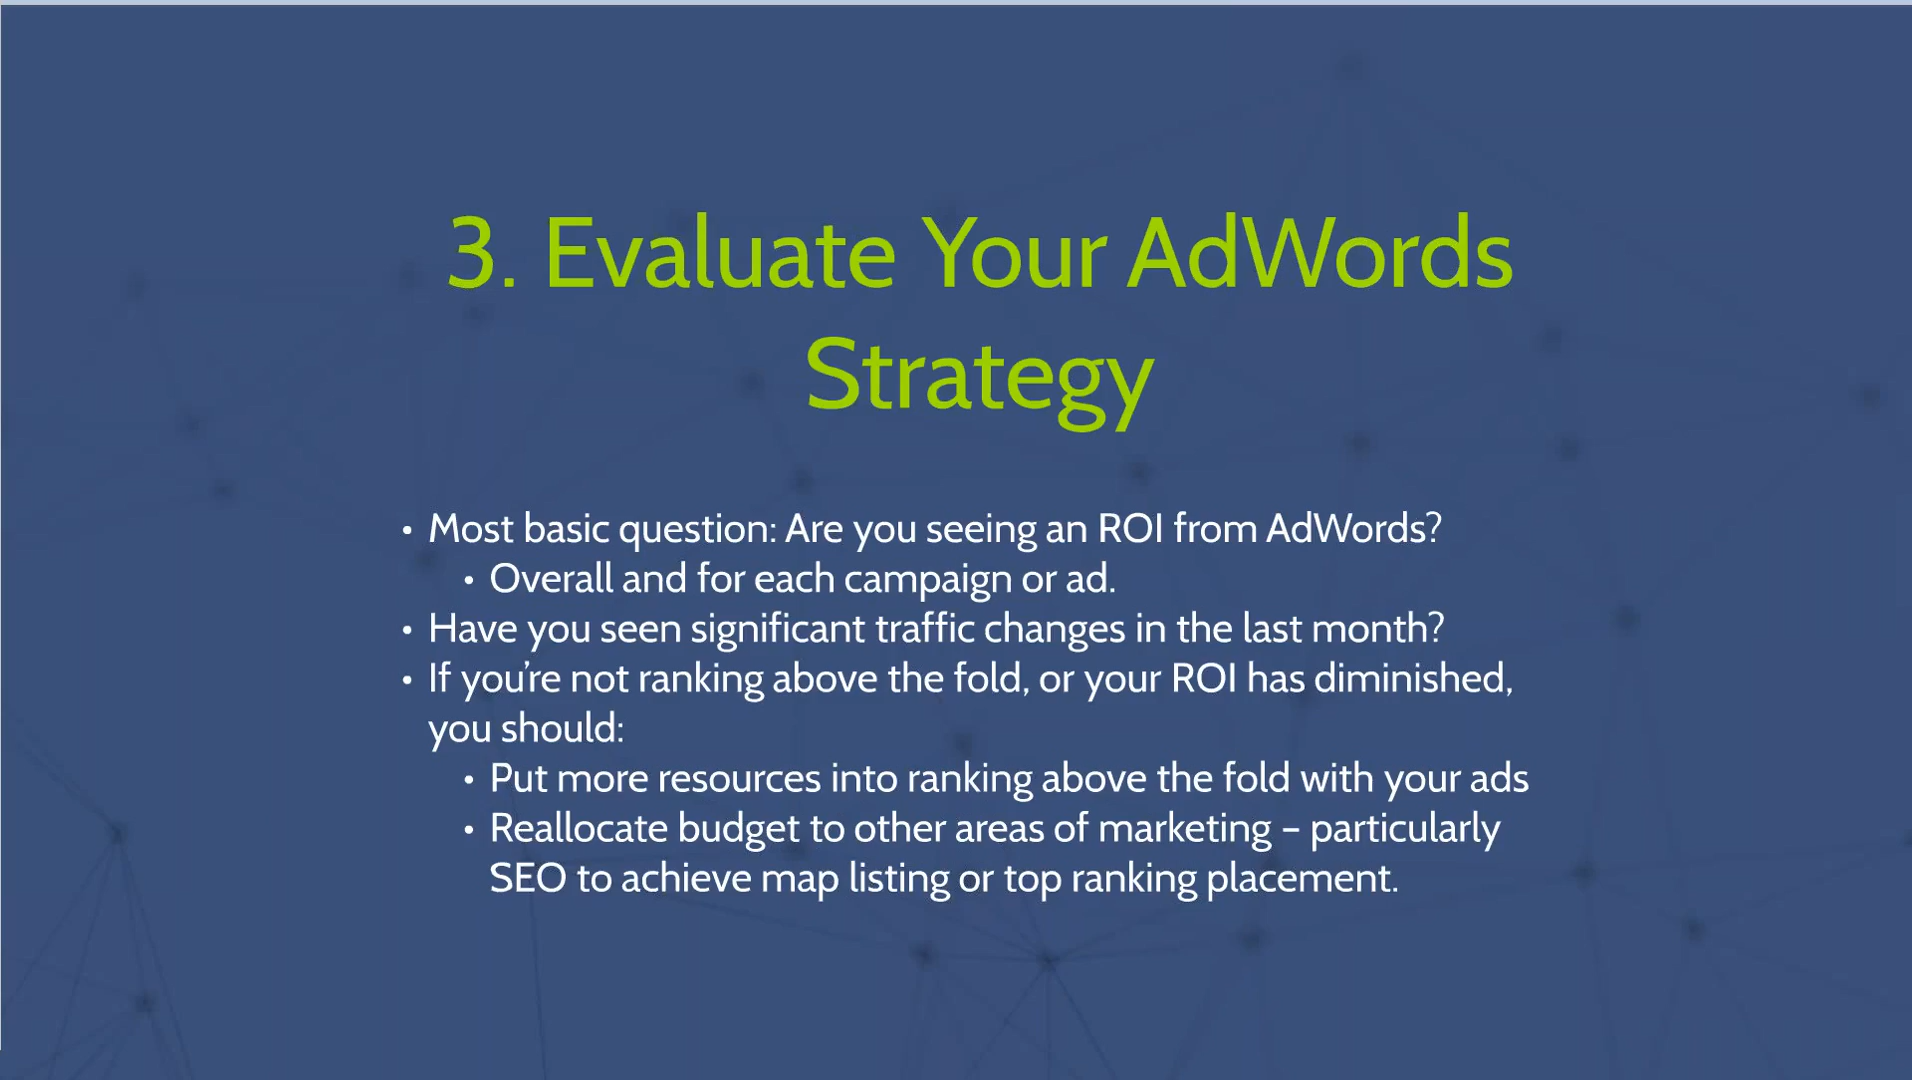 3. Evaluate Your AdWords
Strategy
• Most basic question: Are you seeing an ROI from AdWords?
• Overall and for each campaign or ad.
• Have you seen significant traffic changes in the last month?
• If you’re not ranking above the fold, or your ROI has diminished,
you should:
• Put more resources into ranking above the fold with your ads
• Reallocate budget to other areas of marketing – particularly
SEO to achieve map listing or top ranking placement.